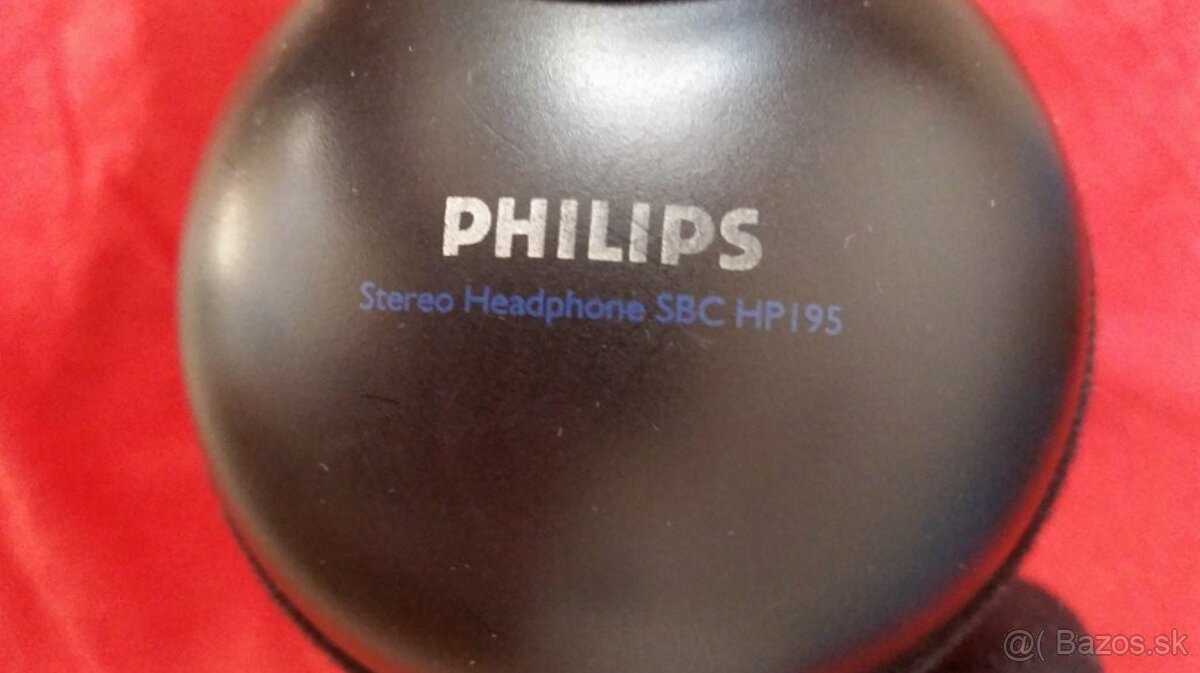 PHILIPS
Stereo Headphone SBC HP195
@( Bazos.sk